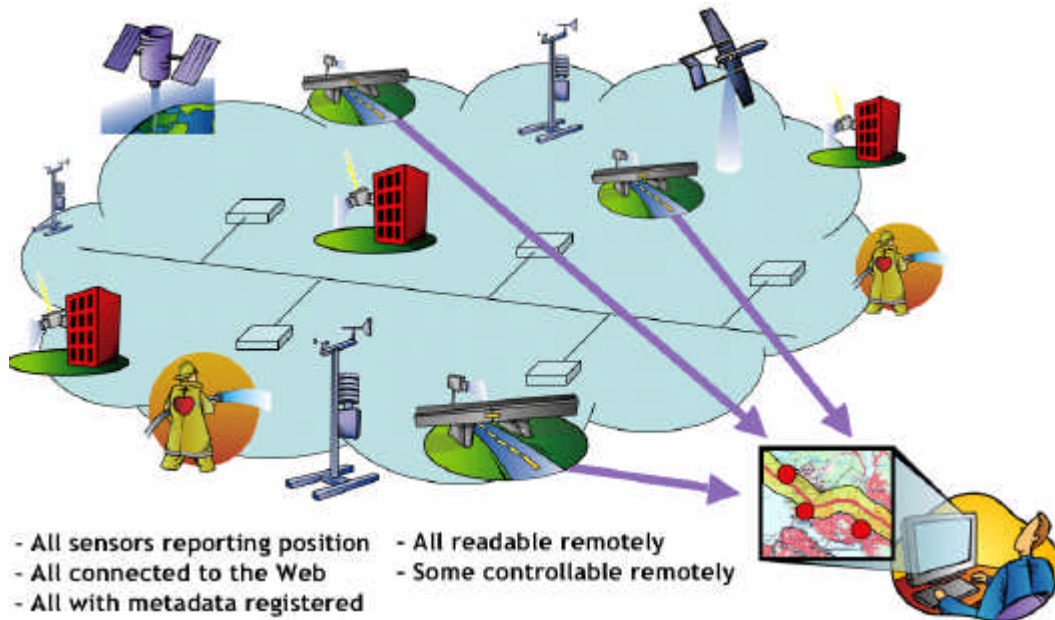 - All sensors reporting position
- All connected to the Web
- All with metadata registered
- All readable remotely
- Some controllable remotely